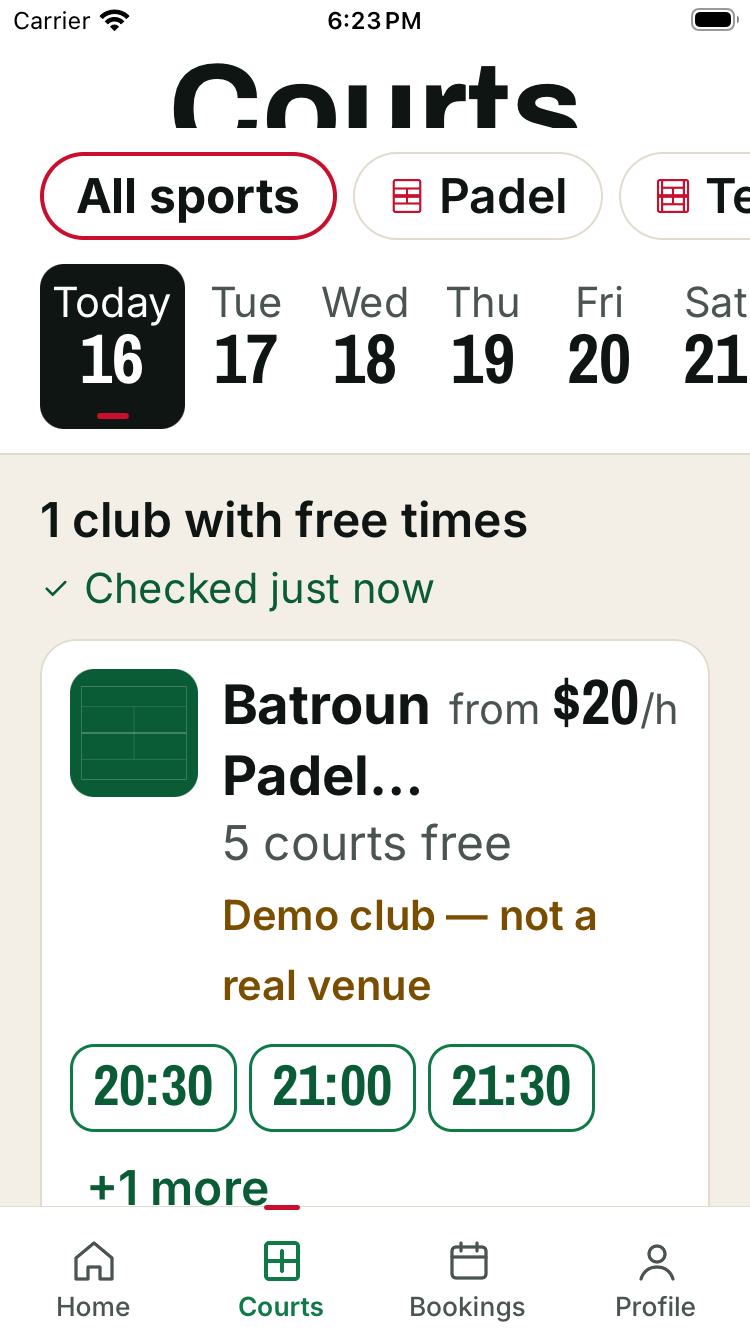 Carrier 6:23 PM
Courts
All sports Padel
Today Tue Wed Thu Fri Sat
16 17 18 19 20 21
1 club with free times
Checked just now
Batroun from $20/h
Padel...
5 courts free
Demo club — not a
real venue
20:30 21:00 21:30
+1 more
Home Courts Bookings Profile